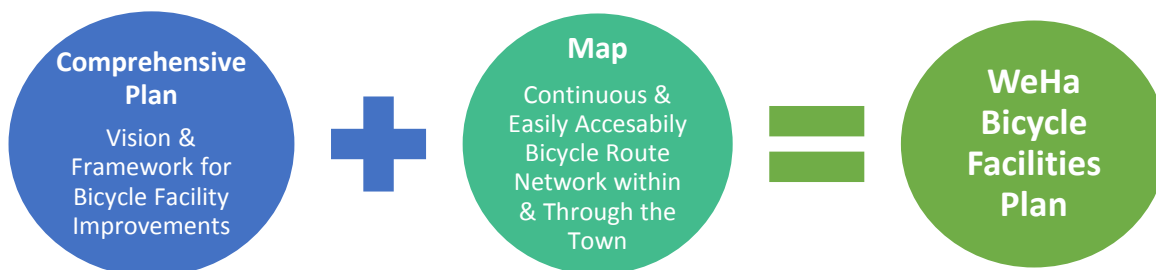 Comprehensive
Plan
Vision &
Framework for
Bicycle Facility
Improvements
Map
Continuous &
Easily Accesabily
Bicycle Route
Network within
& Through the
Town
WeHa
Bicycle
Facilities
Plan